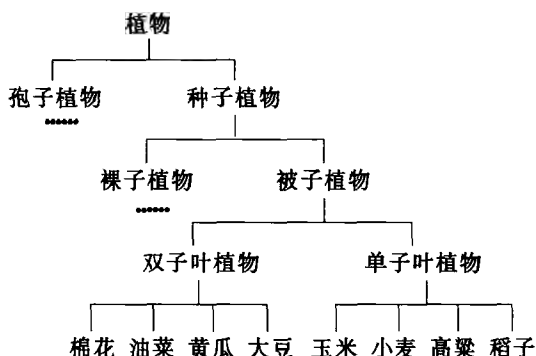 植物
孢子植物 种子植物
••••••
裸子植物 被子植物
••••••
双子叶植物 单子叶植物
棉花 油菜 黄瓜 大豆 玉米 小麦 高粱 稻子